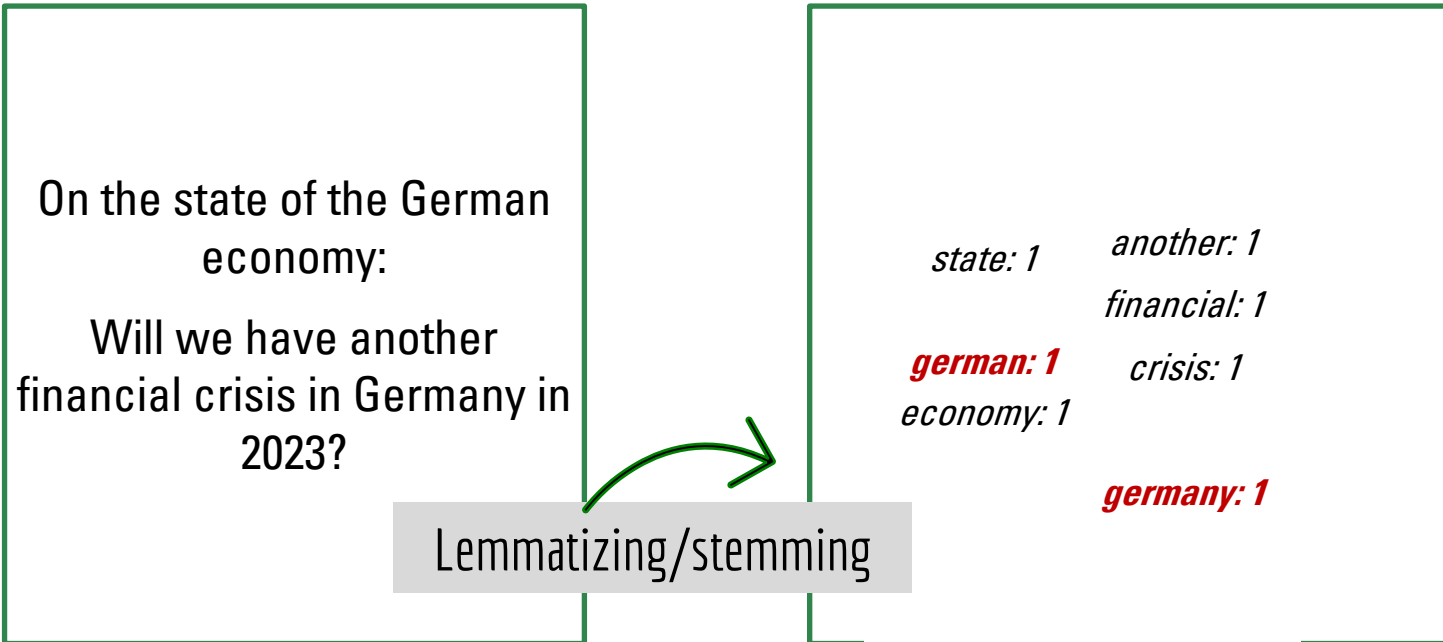 On the state of the German
economy:
Will we have another
financial crisis in Germany in
2023?
Lemmatizing/stemming
state: 1
german: 1
economy: 1
another: 1
financial: 1
crisis: 1
germany: 1